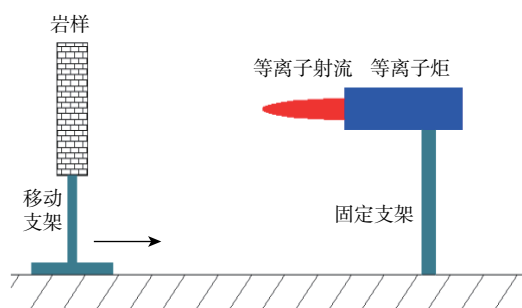 岩样
等离子射流
等离子炬
移动
支架
固定支架